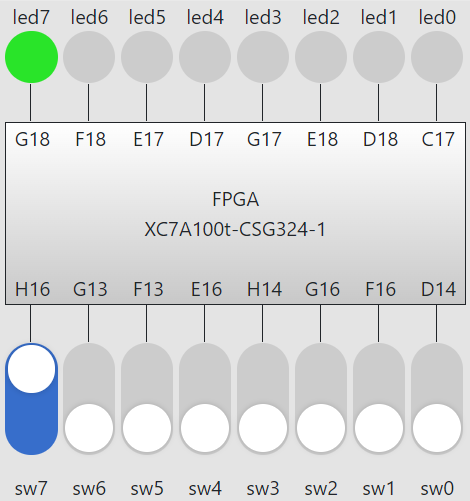 led7 led6 led5 led4 led3 led2 led1 led0
G18 F18 E17 D17 G17 E18 D18 C17
FPGA
XC7A100t-CSG324-1
H16 G13 F13 E16 H14 G16 F16 D14
sw7 sw6 sw5 sw4 sw3 sw2 sw1 sw0